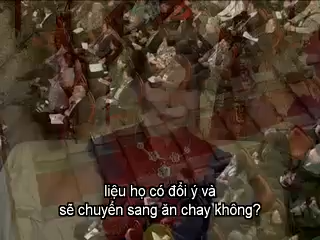 liệu họ có đổi ý và
sẽ chuyển sang ăn chay không?